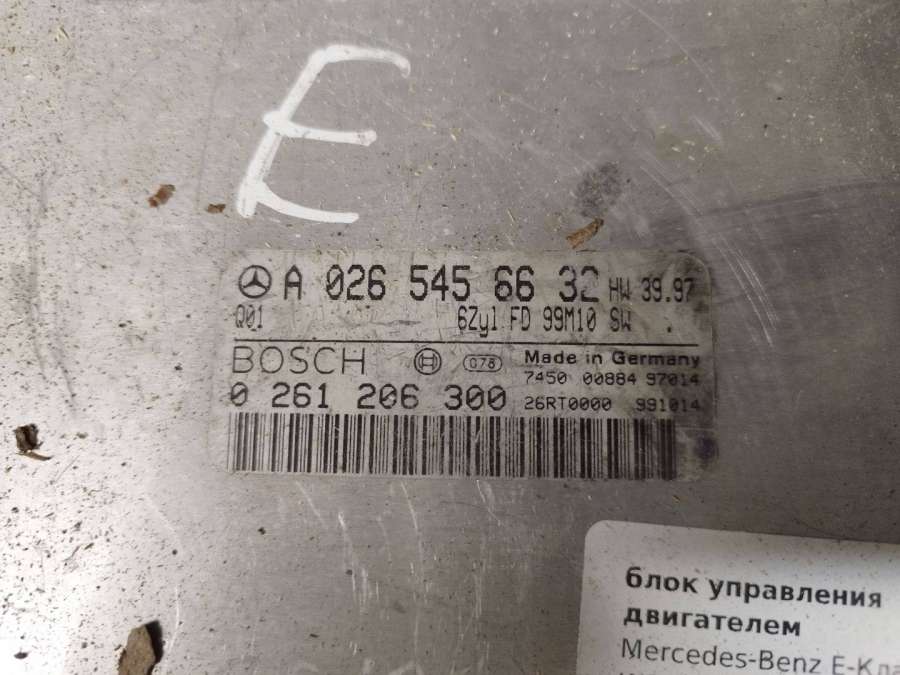 E
A 026 545 66 32 HW 39.97
Q01 6Zyl FD 99M10 SW .
BOSCH 078 Made in Germany
7450 00884 97014
0 261 206 300 26RT0000 991014
блок управления
двигателем
Mercedes-Benz E-Кла